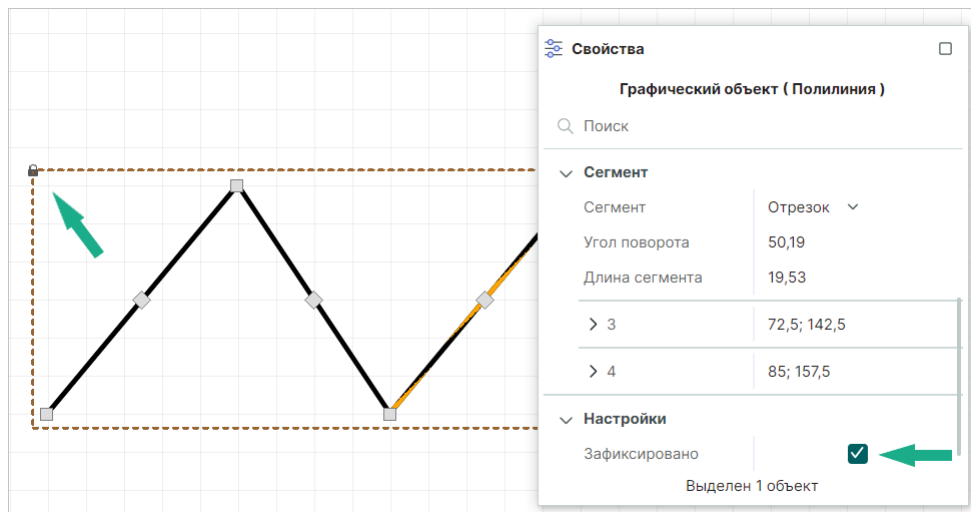 Свойства
Графический объект ( Полилиния )
Поиск
Сегмент
Сегмент Отрезок
Угол поворота 50,19
Длина сегмента 19,53
3 72,5; 142,5
4 85; 157,5
Настройки
Зафиксировано
Выделен 1 объект